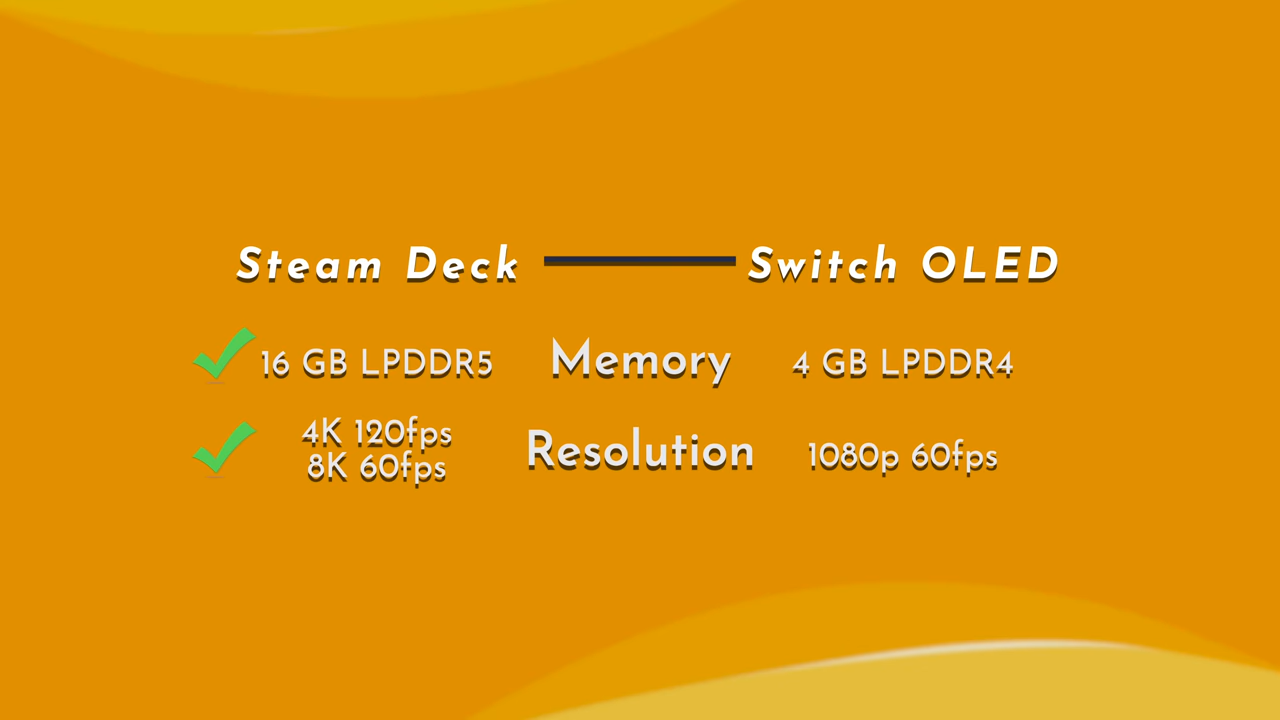 Steam Deck Switch OLED
16 GB LPDDR5 Memory 4 GB LPDDR4
4K 120fps
8K 60fps Resolution 1080p 60fps